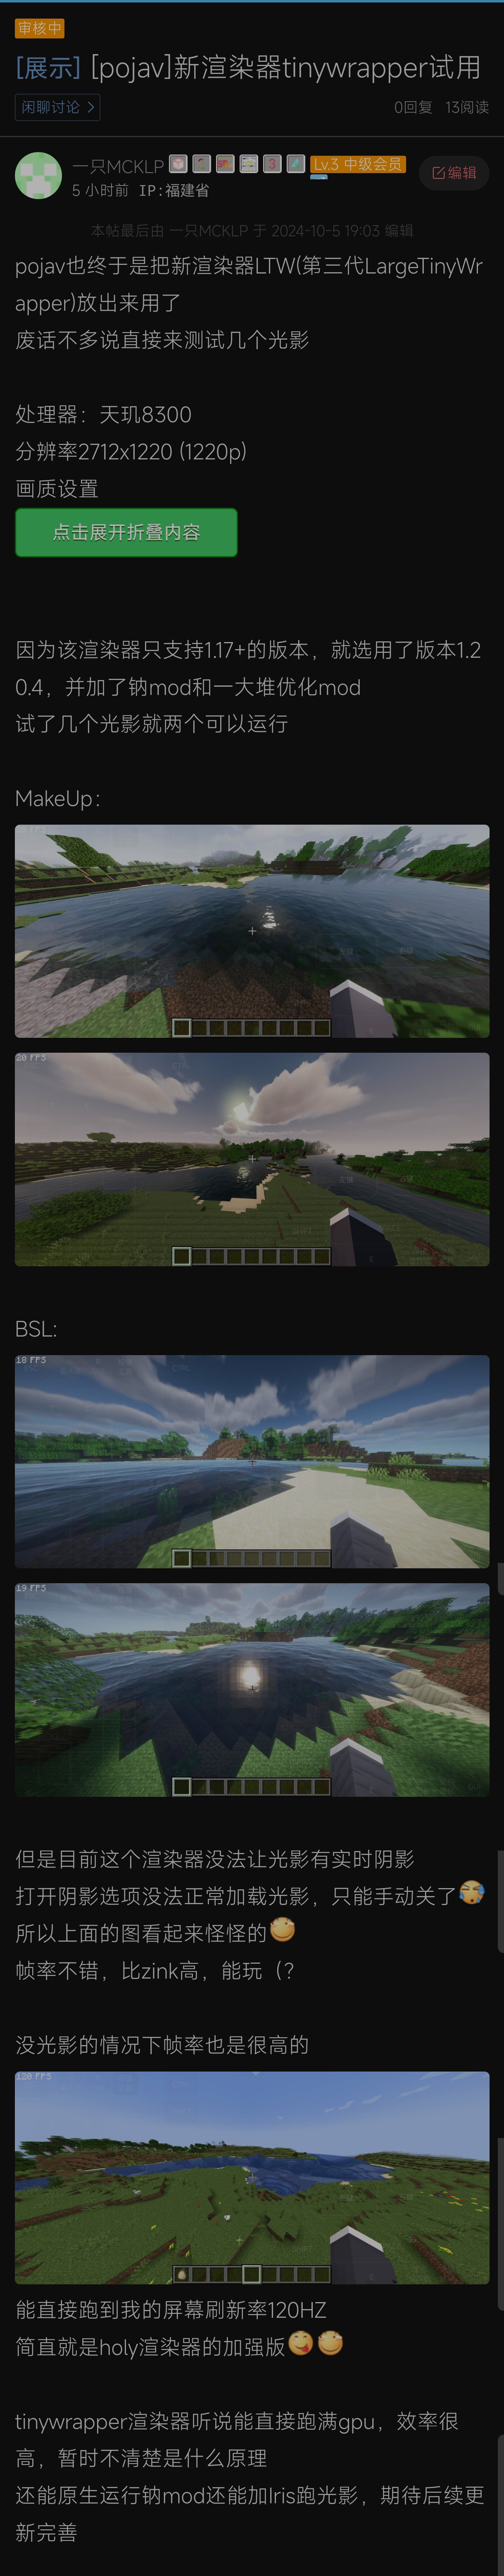 审核中
[展示] [pojav]新渲染器tinywrapper试用
闲聊讨论 >
0回复 13阅读
一只MCKLP
Lv.3 中级会员
5 小时前 IP:福建省
编辑
本帖最后由 一只MCKLP 于 2024-10-5 19:03 编辑
pojav也终于是把新渲染器LTW(第三代LargeTinyWr
apper)放出来用了
废话不多说直接来测试几个光影
处理器：天玑8300
分辨率2712x1220 (1220p)
画质设置
点击展开折叠内容
因为该渲染器只支持1.17+的版本，就选用了版本1.2
0.4，并加了钠mod和一大堆优化mod
试了几个光影就两个可以运行
MakeUp：
20 FPS
BSL:
18 FPS
19 FPS
但是目前这个渲染器没法让光影有实时阴影
打开阴影选项没法正常加载光影，只能手动关了
所以上面的图看起来怪怪的
帧率不错，比zink高，能玩（？
没光影的情况下帧率也是很高的
120 FPS
能直接跑到我的屏幕刷新率120HZ
简直就是holy渲染器的加强版
tinywrapper渲染器听说能直接跑满gpu，效率很
高，暂时不清楚是什么原理
还能原生运行钠mod还能加Iris跑光影，期待后续更
新完善